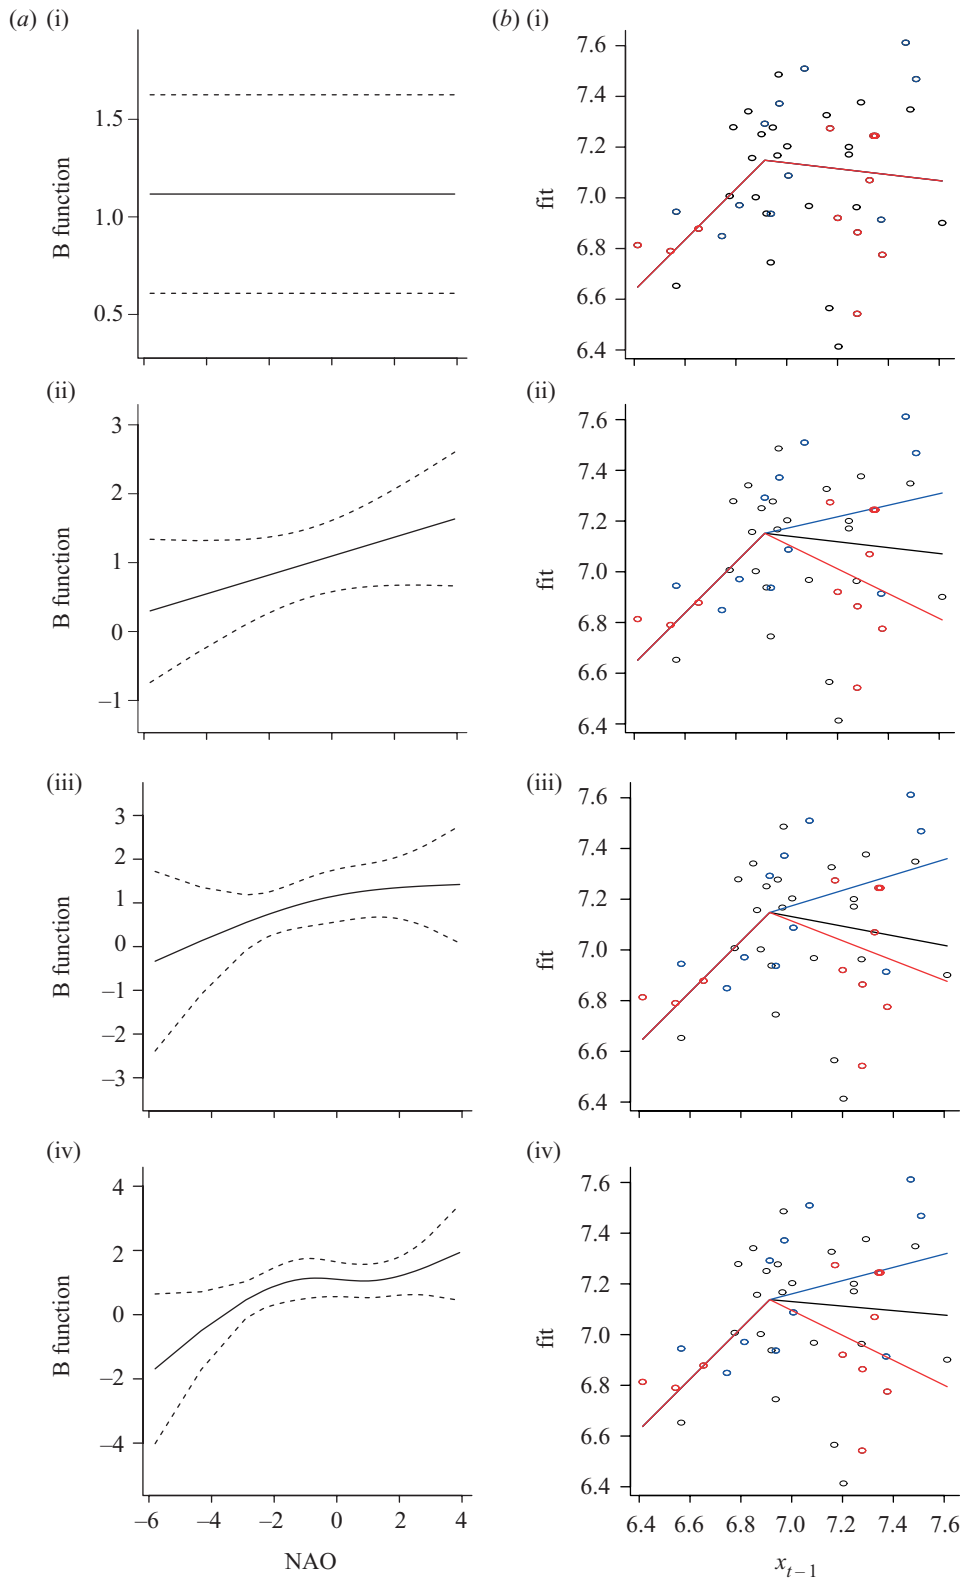 (a) (i)
B function
1.5
1.0
0.5
(b) (i)
fit
7.6
7.4
7.2
7.0
6.8
6.6
6.4
(ii)
B function
3
2
1
0
–1
(ii)
fit
7.6
7.4
7.2
7.0
6.8
6.6
6.4
(iii)
B function
3
2
1
0
–1
–2
–3
(iii)
fit
7.6
7.4
7.2
7.0
6.8
6.6
6.4
(iv)
B function
4
2
0
–2
–4
–6 –4 –2 0 2 4
NAO
(iv)
fit
7.6
7.4
7.2
7.0
6.8
6.6
6.4
6.4 6.6 6.8 7.0 7.2 7.4 7.6
x_{t–1}